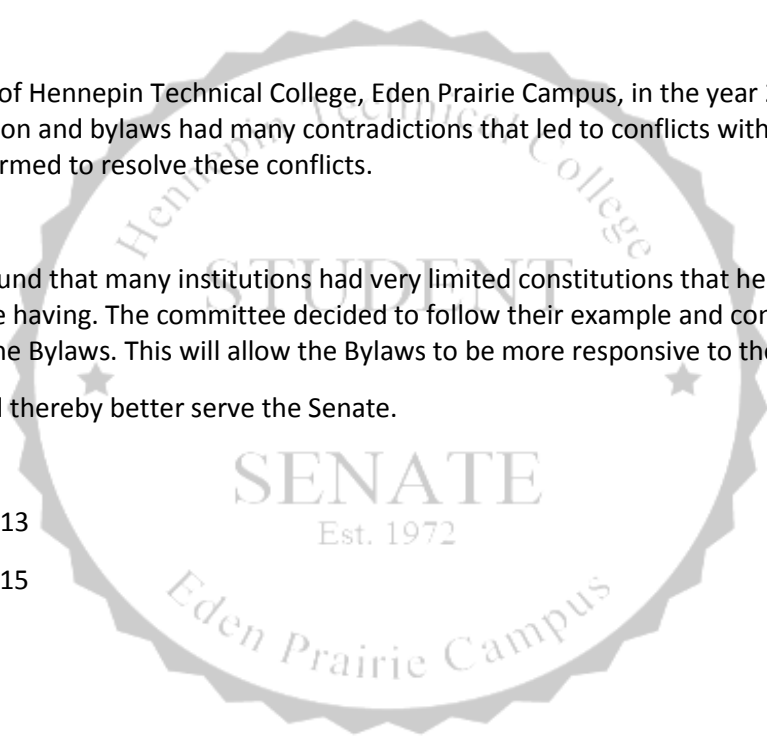 of Hennepin Technical College, Eden Prairie Campus, in the year
on and bylaws had many contradictions that led to conflicts with
rmed to resolve these conflicts.
und that many institutions had very limited constitutions that he
e having. The committee decided to follow their example and con
he Bylaws. This will allow the Bylaws to be more responsive to the
thereby better serve the Senate.
13
15
Hennepin Technical College
STUDENT
SENATE
Est. 1972
Eden Prairie Campus